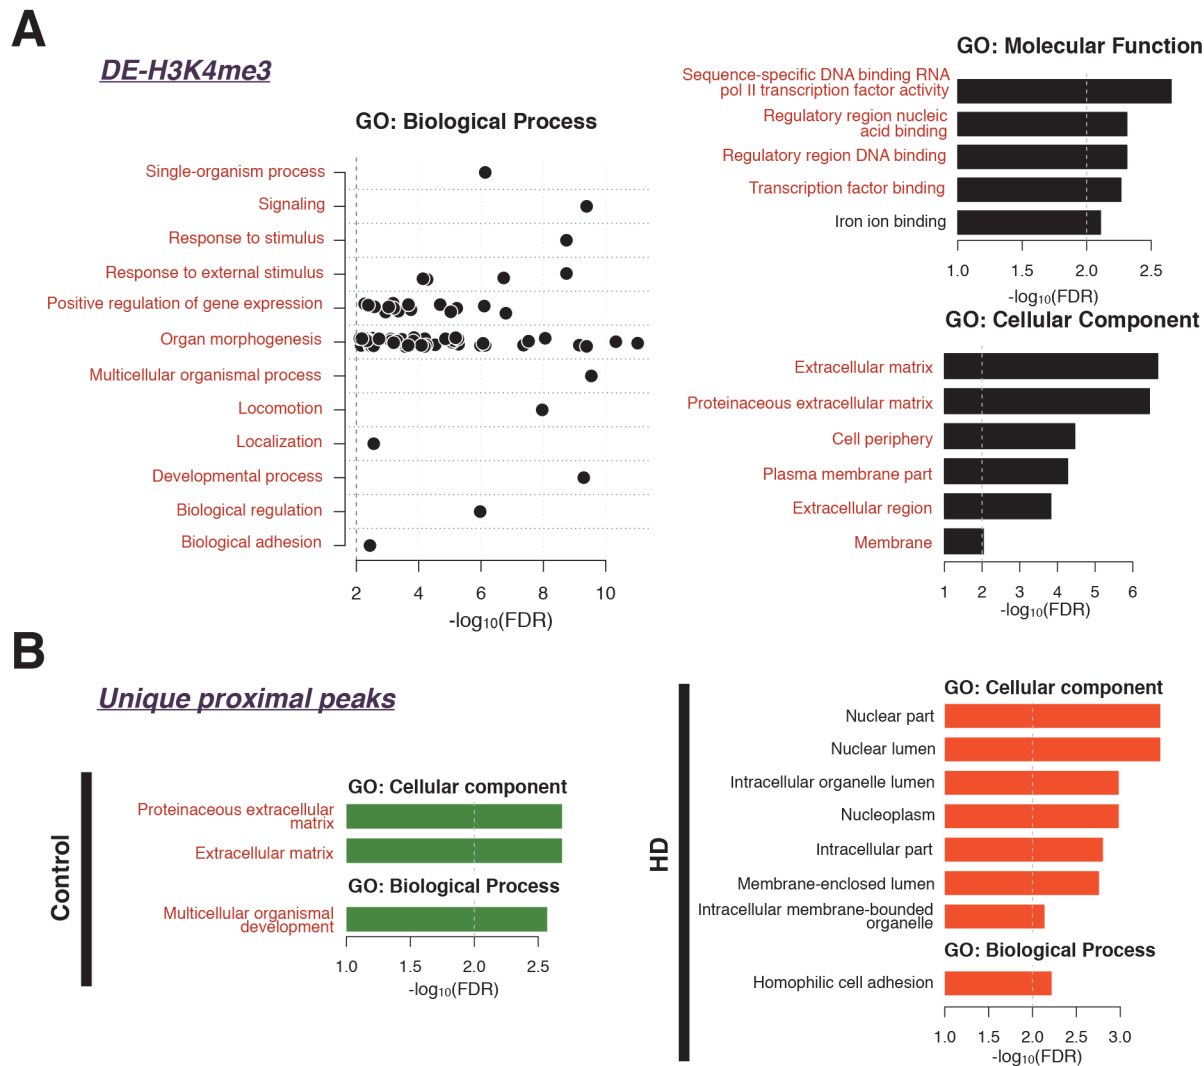 A
DE-H3K4me3
GO: Biological Process
Single-organism process
Signaling
Response to stimulus
Response to external stimulus
Positive regulation of gene expression
Organ morphogenesis
Multicellular organismal process
Locomotion
Localization
Developmental process
Biological regulation
Biological adhesion
2 4 6 8 10
-log10(FDR)
GO: Molecular Function
Sequence-specific DNA binding RNA
pol II transcription factor activity
Regulatory region nucleic
acid binding
Regulatory region DNA binding
Transcription factor binding
Iron ion binding
1.0 1.5 2.0 2.5
-log10(FDR)
GO: Cellular Component
Extracellular matrix
Proteinaceous extracellular matrix
Cell periphery
Plasma membrane part
Extracellular region
Membrane
1 2 3 4 5 6
-log10(FDR)
B
Unique proximal peaks
Control
GO: Cellular component
Proteinaceous extracellular
matrix
Extracellular matrix
GO: Biological Process
Multicellular organismal
development
1.0 1.5 2.0 2.5
-log10(FDR)
HD
GO: Cellular component
Nuclear part
Nuclear lumen
Intracellular organelle lumen
Nucleoplasm
Intracellular part
Membrane-enclosed lumen
Intracellular membrane-bounded
organelle
GO: Biological Process
Homophilic cell adhesion
1.0 1.5 2.0 2.5 3.0
-log10(FDR)